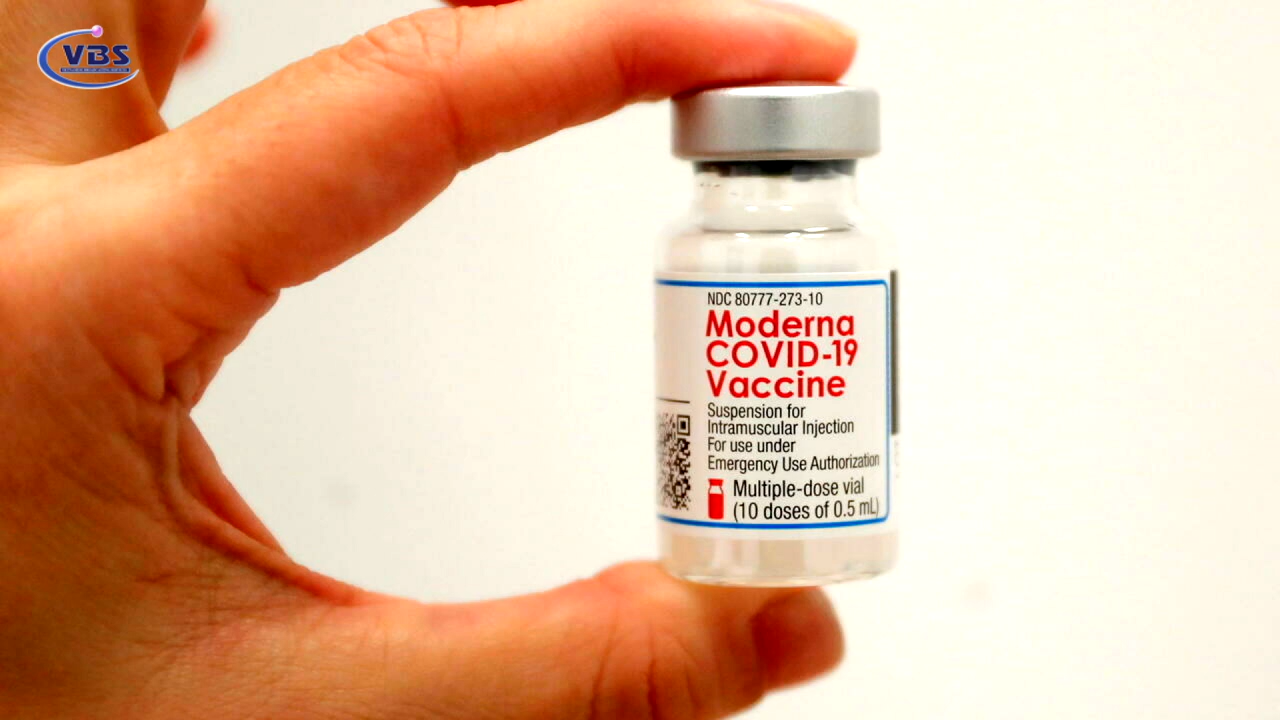 VBS
NDC 80777-273-10
Moderna
COVID-19
Vaccine
Suspension for
Intramuscular Injection
For use under
Emergency Use Authorization
Multiple-dose vial
(10 doses of 0.5 mL)